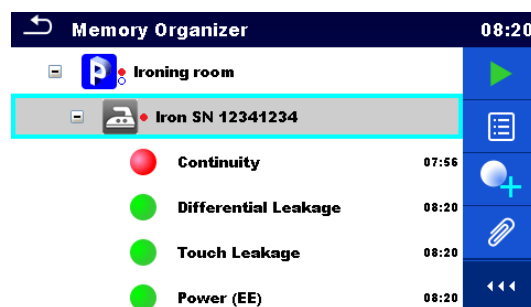 Memory Organizer 08:20
Ironing room
Iron SN 12341234
Continuity 07:56
Differential Leakage 08:20
Touch Leakage 08:20
Power (EE) 08:20